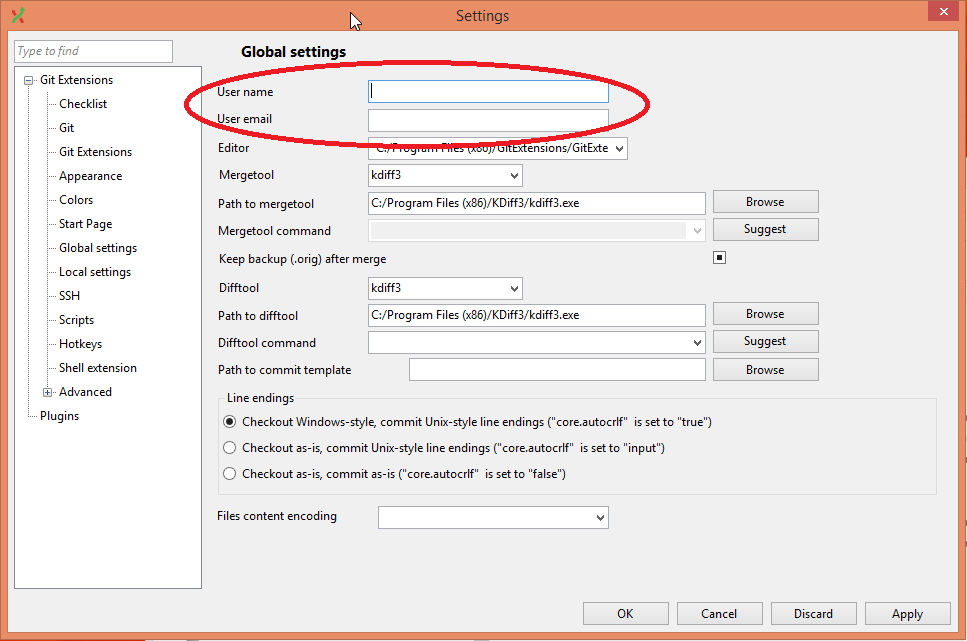 Settings
Type to find
Git Extensions
Checklist
Git
Git Extensions
Appearance
Colors
Start Page
Global settings
Local settings
SSH
Scripts
Hotkeys
Shell extension
Advanced
Plugins
Global settings
User name
User email
Editor C:/Program Files (x86)/GitExtensions/GitExte
Mergetool kdiff3
Path to mergetool C:/Program Files (x86)/KDiff3/kdiff3.exe Browse
Mergetool command Suggest
Keep backup (.orig) after merge
Difftool kdiff3
Path to difftool C:/Program Files (x86)/KDiff3/kdiff3.exe Browse
Difftool command Suggest
Path to commit template Browse
Line endings
Checkout Windows-style, commit Unix-style line endings ("core.autocrlf" is set to "true")
Checkout as-is, commit Unix-style line endings ("core.autocrlf" is set to "input")
Checkout as-is, commit as-is ("core.autocrlf" is set to "false")
Files content encoding
OK Cancel Discard Apply